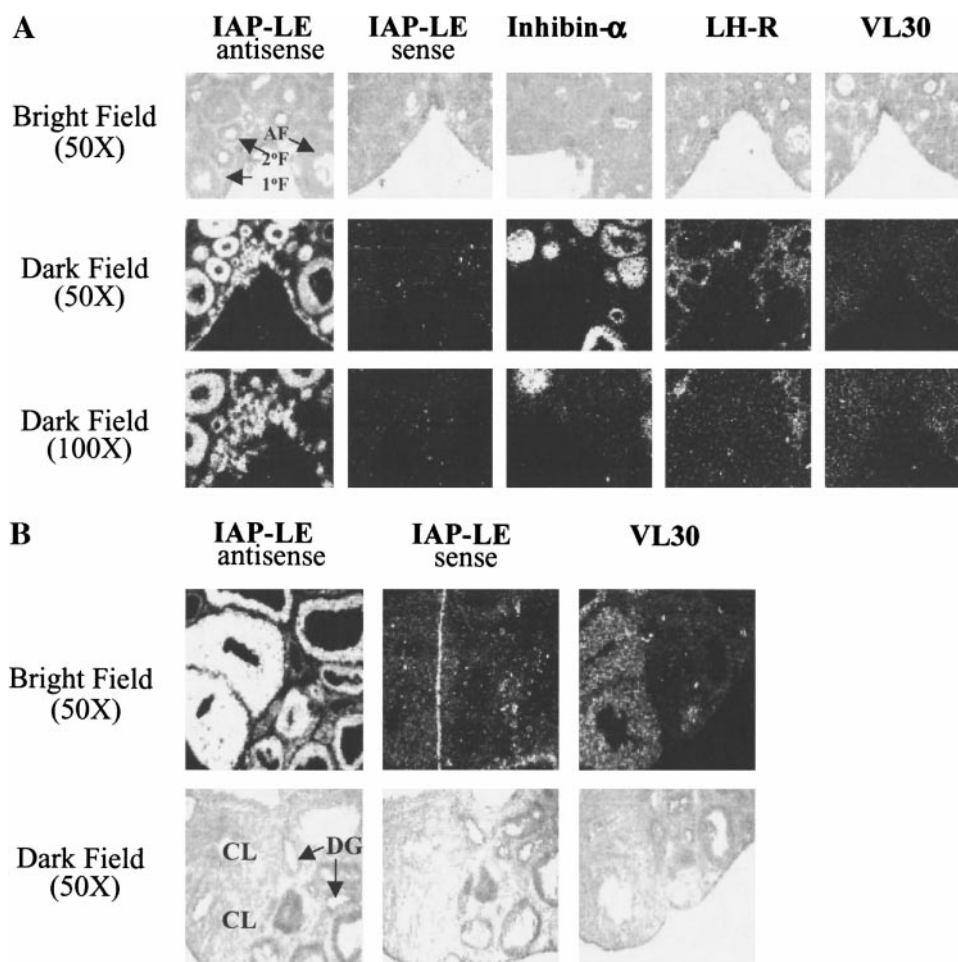 A
IAP-LE antisense
IAP-LE sense
Inhibin-α
LH-R
VL30
Bright Field (50X)
AF
2°F
1°F
Dark Field (50X)
Dark Field (100X)
B
IAP-LE antisense
IAP-LE sense
VL30
Bright Field (50X)
Dark Field (50X)
CL
DG
CL